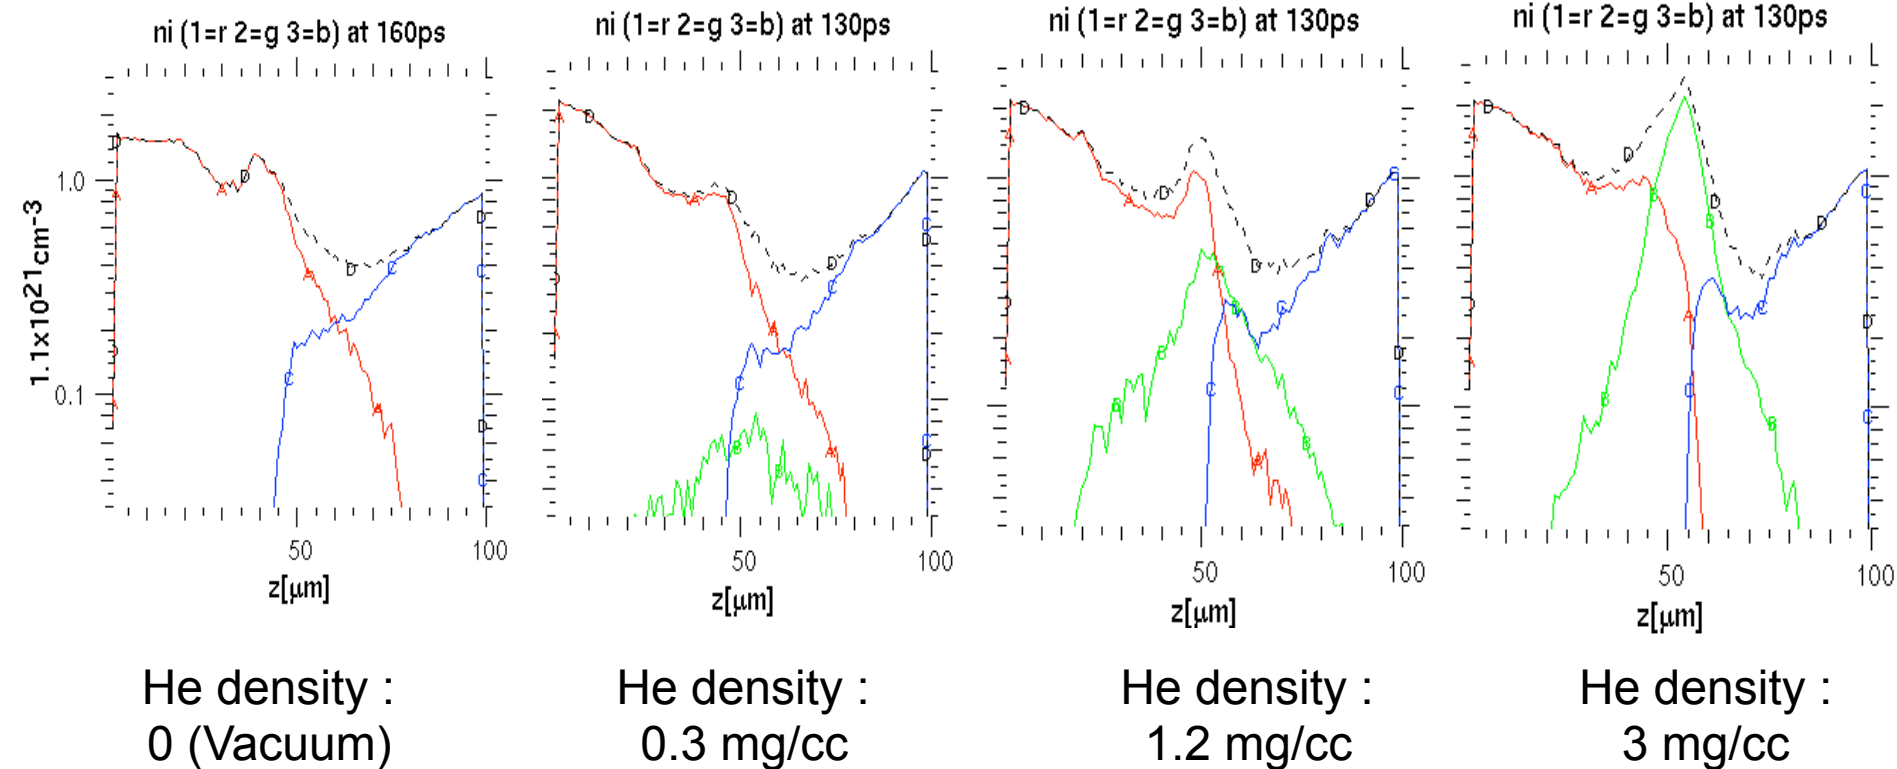 ni (1=r 2=g 3=b) at 160ps
ni (1=r 2=g 3=b) at 130ps
ni (1=r 2=g 3=b) at 130ps
ni (1=r 2=g 3=b) at 130ps
1.1x10²¹cm-3
1.0
0.1
50 100
z[μm]
50 100
z[μm]
50 100
z[μm]
50 100
z[μm]
He density :
0 (Vacuum)
He density :
0.3 mg/cc
He density :
1.2 mg/cc
He density :
3 mg/cc